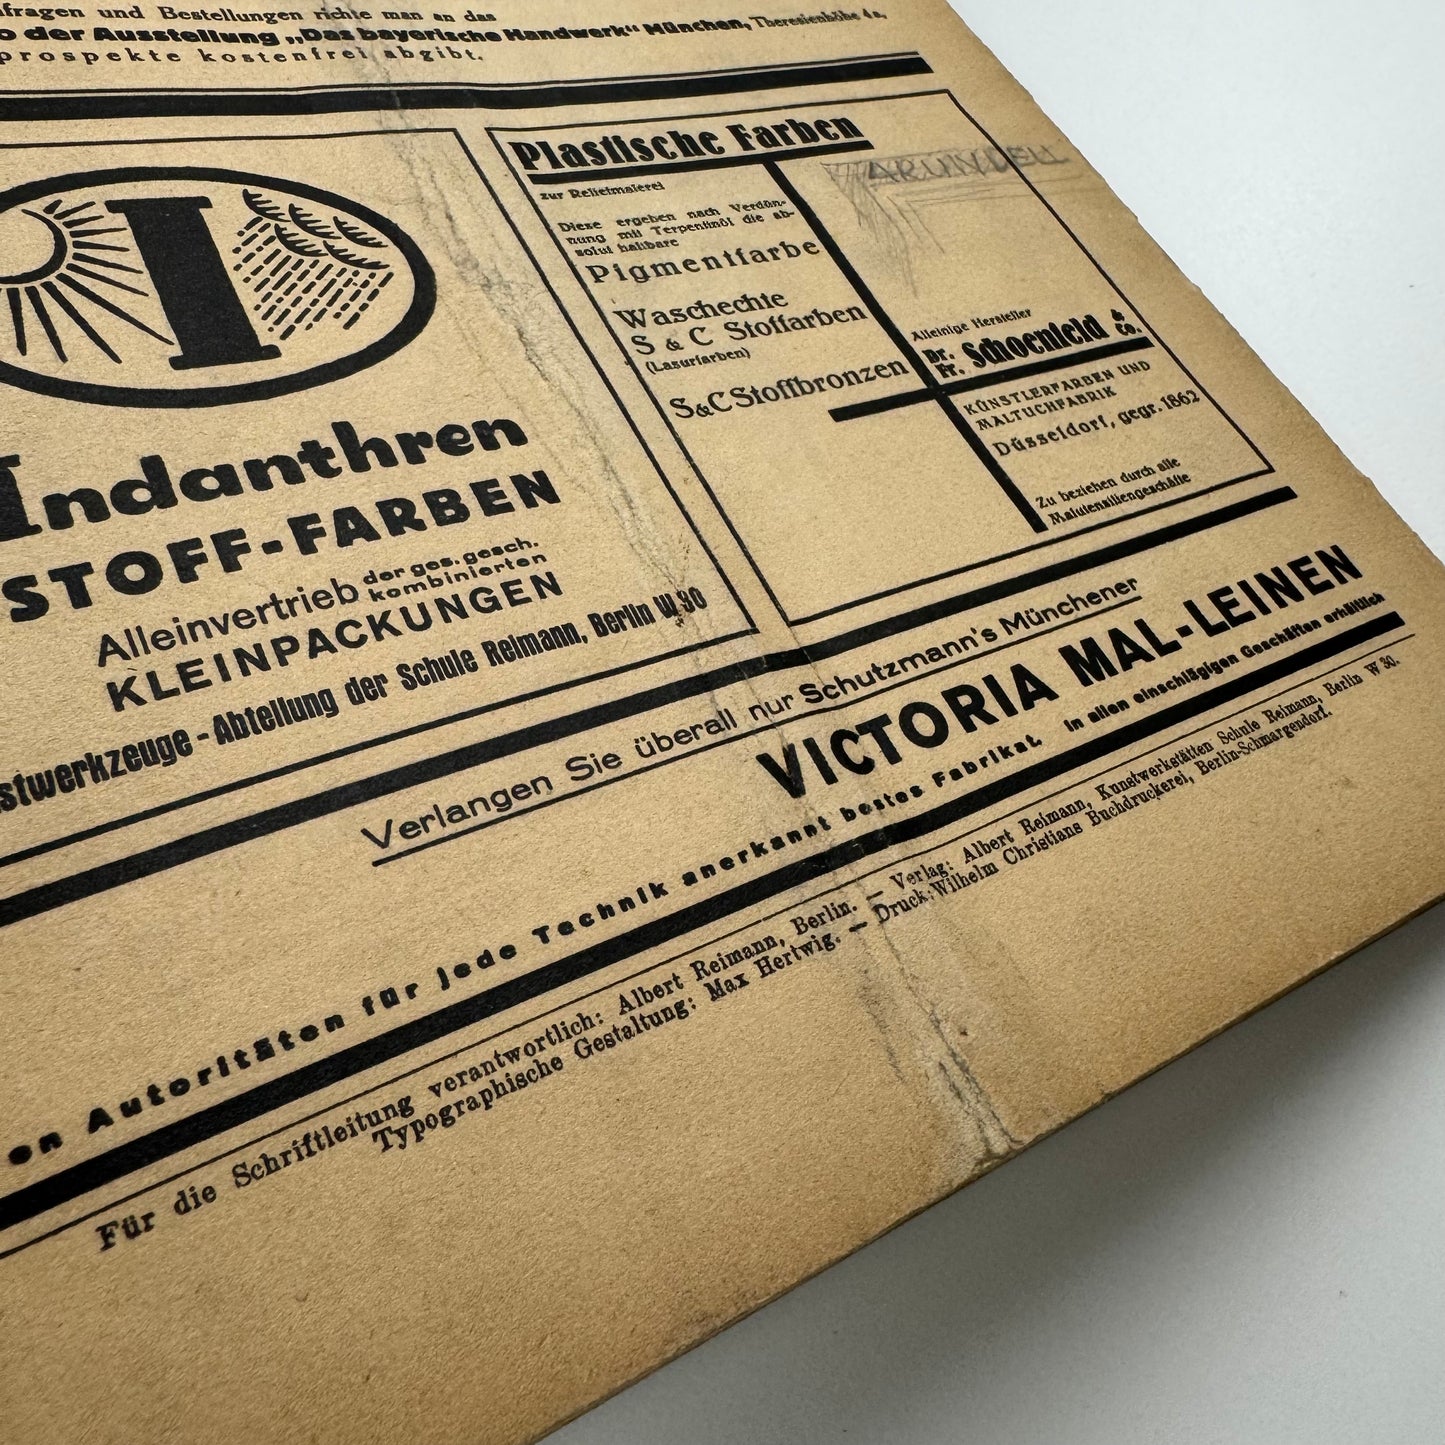 fragen und Bestellungen richte man an das
o der Ausstellung „Das bayerische Handwerk“ München, Theresienhöhe 4a,
prospekte kostenfrei abgibt.
I
Indanthren
STOFF-FARBEN
Alleinvertrieb der ges. gesch. kombinierten
KLEINPACKUNGEN
stwerkzeuge - Abteilung der Schule Reimann, Berlin W 30
Plastische Farben
zur Reliefmalerei
Diese ergeben nach Verdün-
nung mit Terpentinöl die ab-
solut haltbare
Pigmentfarbe
Waschechte
S & C Stoffarben
(Lasurfarben)
S & C Stoffbronzen
Alleinige Hersteller
Dr. Fr. Schoenfeld & Co.
KÜNSTLERFARBEN UND
MALTUCHFABRIK
Düsseldorf, gegr. 1862
Zu beziehen durch alle
Malutensiliengeschäfte
Verlangen Sie überall nur Schutzmann's Münchener
VICTORIA MAL-LEINEN
en Autoritäten für jede Technik anerkannt bestes Fabrikat. In allen einschlägigen Geschäften erhältlich
Für die Schriftleitung verantwortlich: Albert Reimann, Berlin. — Verlag: Albert Reimann, Kunstwerkstätten Schule Reimann, Berlin W 30.
Typographische Gestaltung: Max Hertwig. — Druck: Wilhelm Christians Buchdruckerei, Berlin-Schmargendorf.